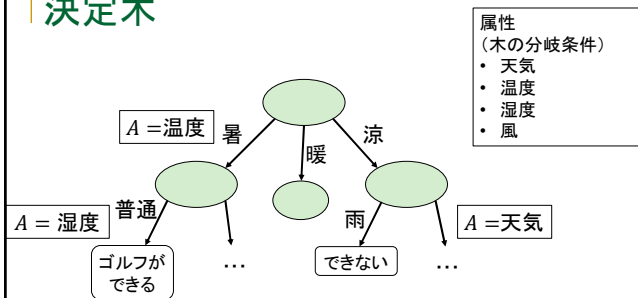 決定木
属性
(木の分岐条件)
• 天気
• 温度
• 湿度
• 風
A =温度
暑
暖
涼
A = 湿度
普通
雨
A =天気
ゴルフが
できる
…
できない
…